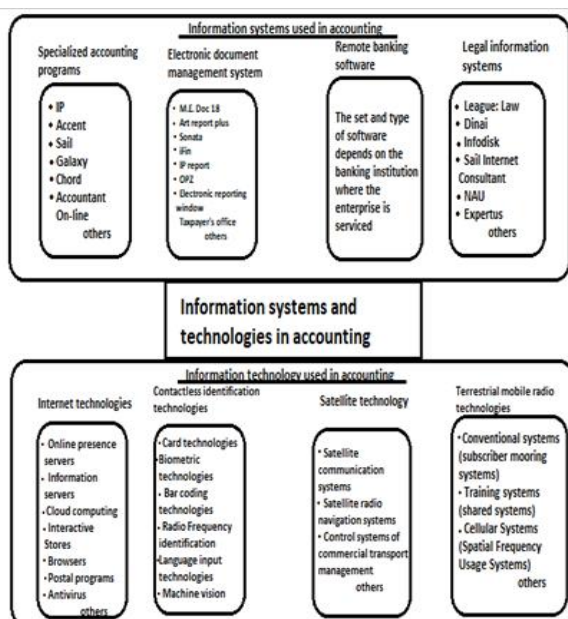 Information systems used in accounting
Specialized accounting
programs
• IP
• Accent
• Sail
• Galaxy
• Chord
• Accountant
On-line
others
Electronic document
management system
• M.E. Doc 18
• Art report plus
• Sonata
• iFin
• IP report
• OPZ
• Electronic reporting
window
Taxpayer's office
others
Remote banking
software
The set and type
of software
depends on the
banking institution
where the
enterprise is
serviced
Legal information
systems
• League: Law
• Dinai
• Infodisk
• Sail Internet
Consultant
• NAU
• Expertus
others
Information systems and
technologies in accounting
Information technology used in accounting
Internet technologies
• Online presence
servers
• Information
servers
• Cloud computing
• Interactive
Stores
• Browsers
• Postal programs
• Antivirus
others
Contactless identification
technologies
• Card technologies
• Biometric
technologies
• Bar coding
technologies
• Radio Frequency
identification
• Language input
technologies
• Machine vision
Satellite technology
• Satellite
communication
systems
• Satellite radio
navigation systems
• Control systems of
commercial transport
management
others
Terrestrial mobile radio
technologies
• Conventional systems
(subscriber mooring
systems)
• Training systems
(shared systems)
• Cellular Systems
(Spatial Frequency
Usage Systems)
others